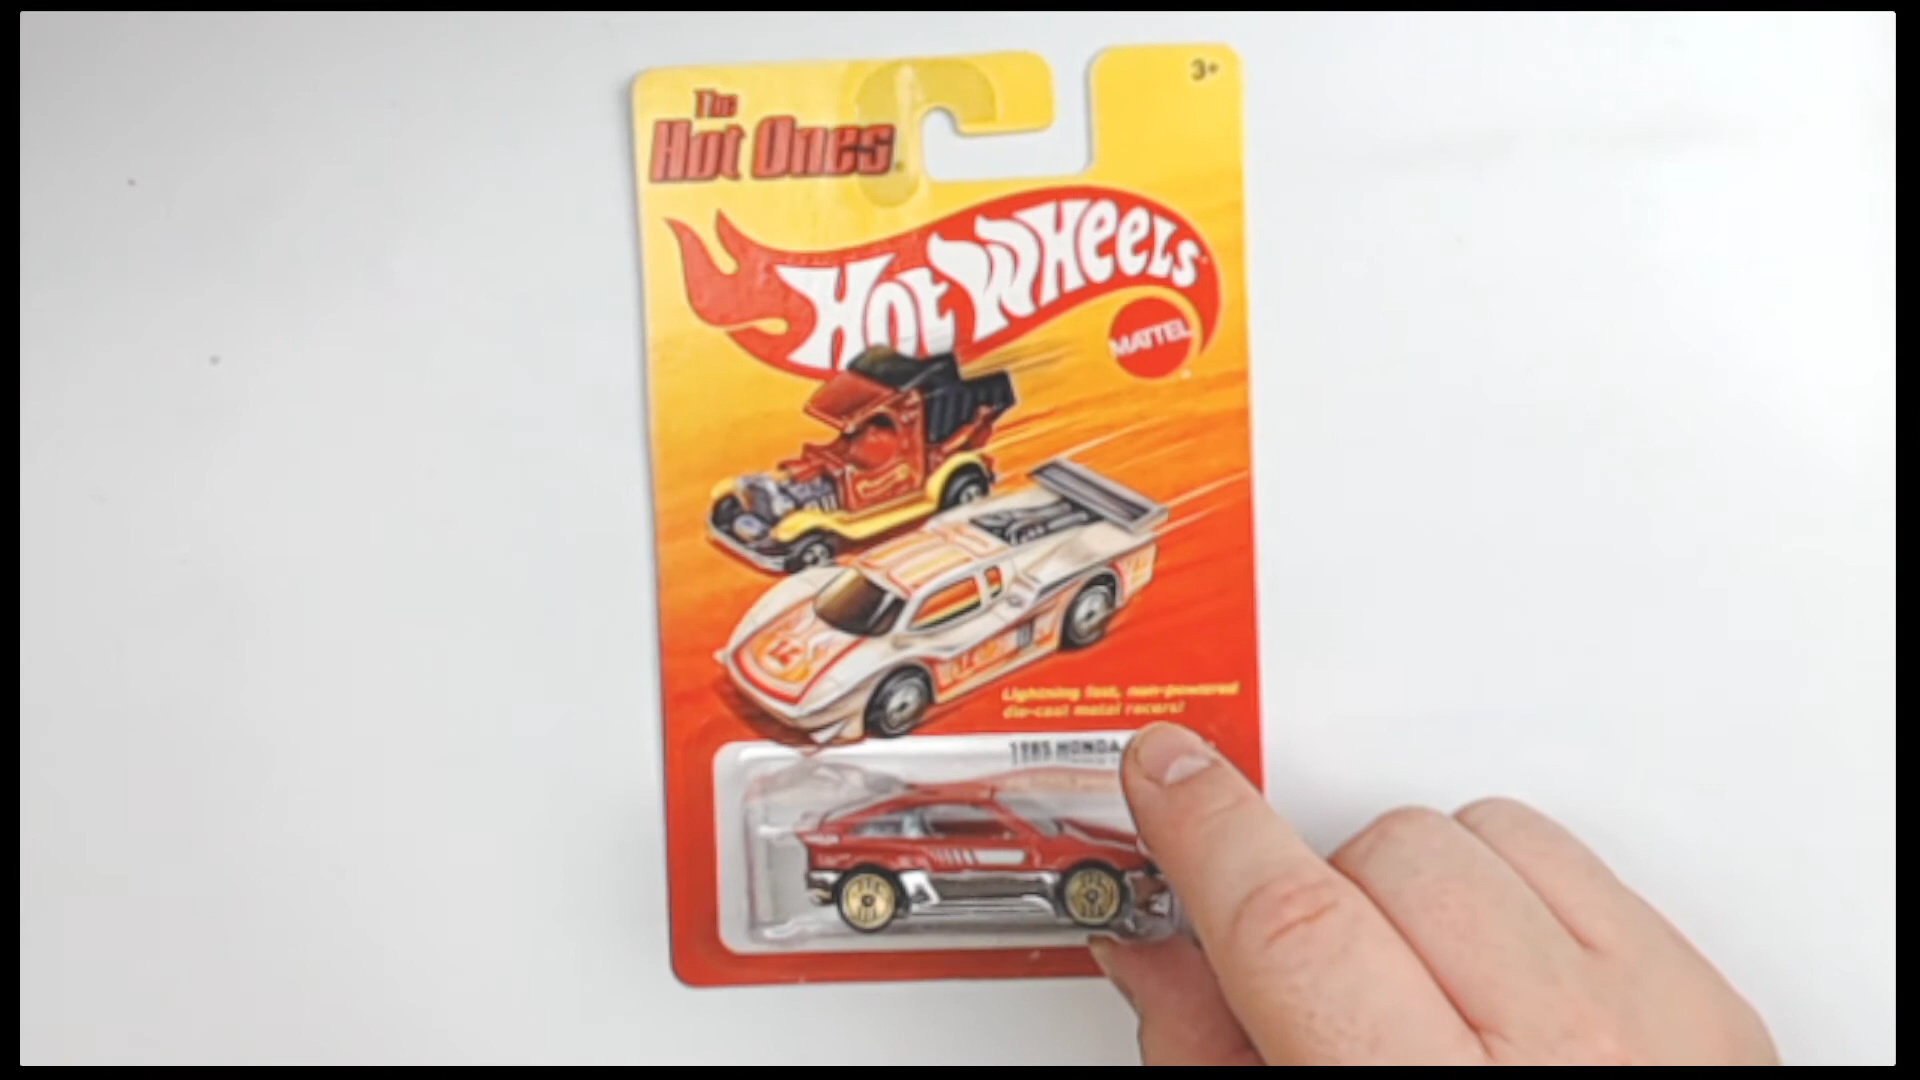 3+
The
Hot Ones
Hot Wheels
MATTEL
Lightning fast, non-powered
die-cast metal racers!
1985 HONDA